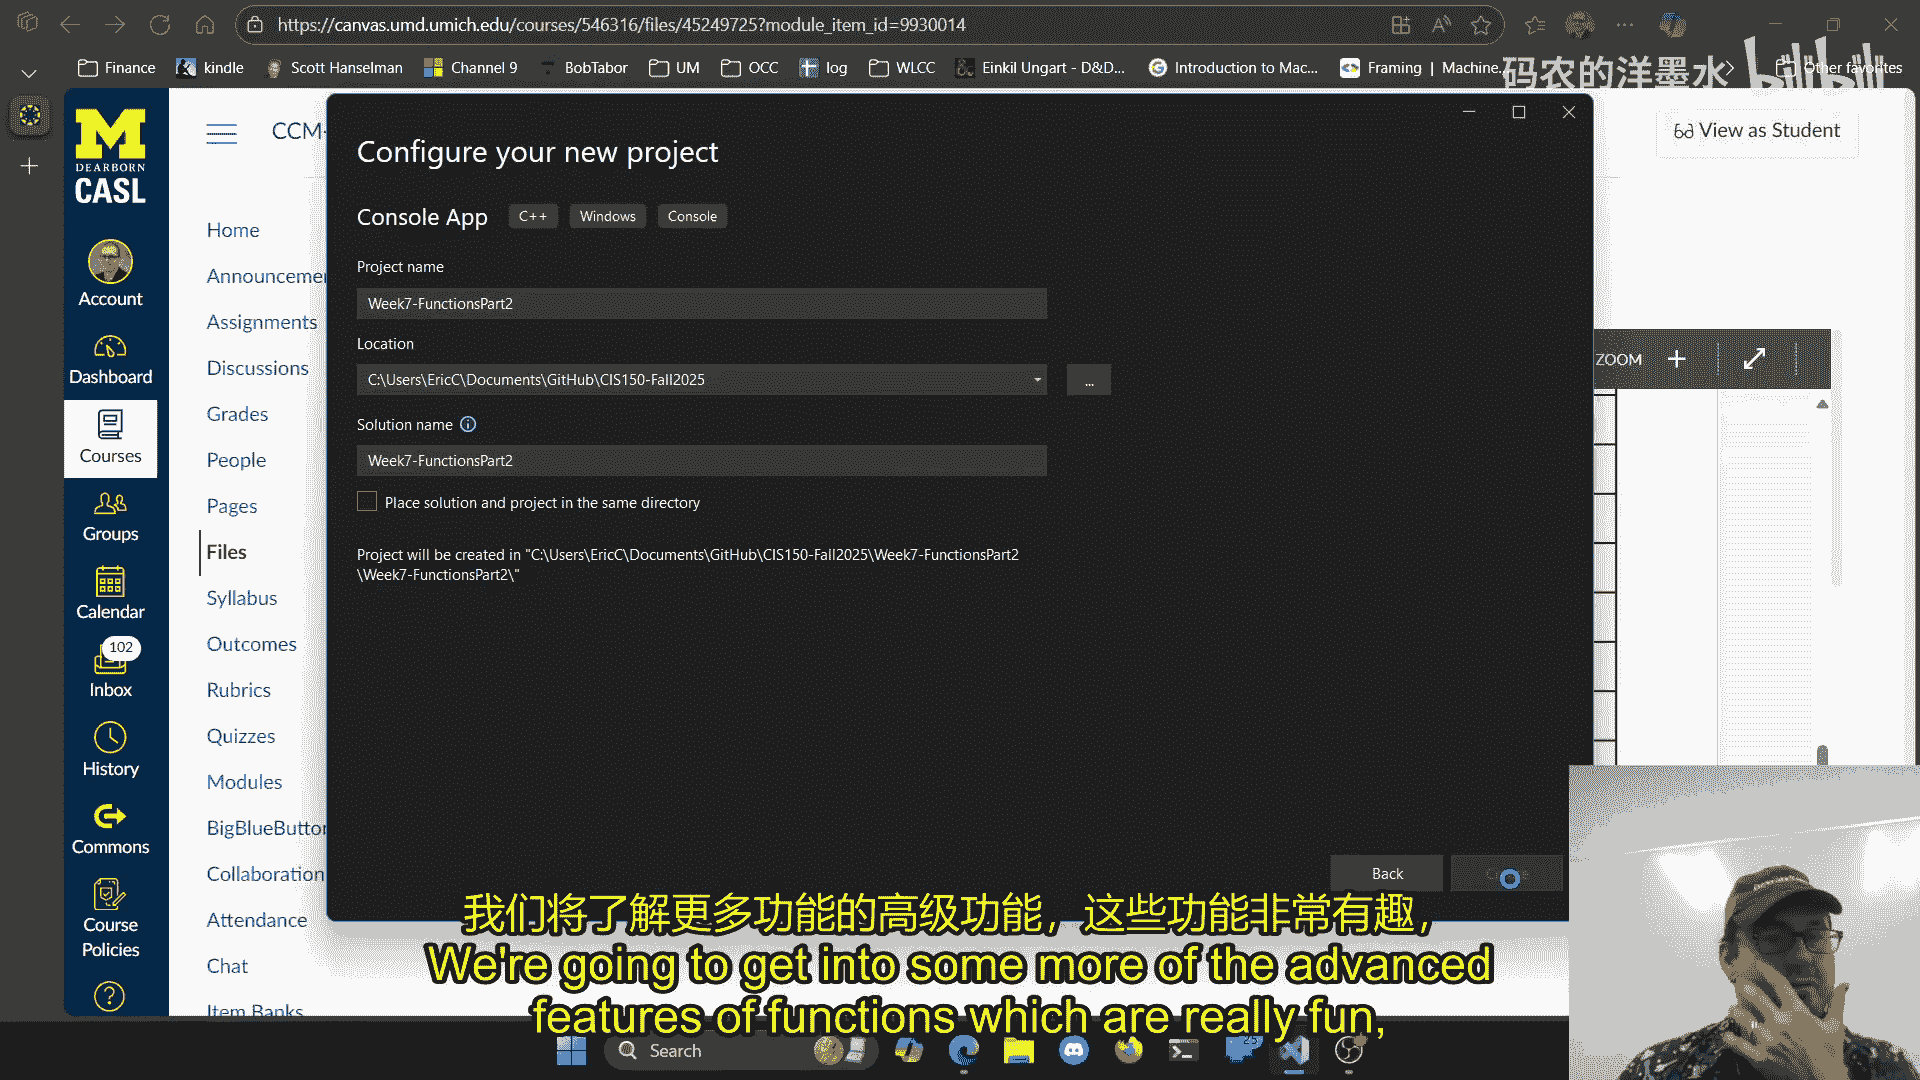 https://canvas.umd.umich.edu/courses/546316/files/45249725?module_item_id=9930014
Finance
kindle
Scott Hanselman
Channel 9
BobTabor
UM
OCC
log
WLCC
Einkil Ungart - D&D...
Introduction to Mac...
Framing | Machine...
Other favorites
码农的洋墨水
bilibili
M
DEARBORN
CASL
Account
Dashboard
Courses
Groups
Calendar
102
Inbox
History
Commons
Course
Policies
CCM-
View as Student
Home
Announcemen
Assignments
Discussions
Grades
People
Pages
Files
Syllabus
Outcomes
Rubrics
Quizzes
Modules
BigBlueButton
Collaboration
Attendance
Chat
Item Banks
ZOOM
Configure your new project
Console App
C++
Windows
Console
Project name
Week7-FunctionsPart2
Location
C:\Users\EricC\Documents\GitHub\CIS150-Fall2025
...
Solution name
Week7-FunctionsPart2
Place solution and project in the same directory
Project will be created in "C:\Users\EricC\Documents\GitHub\CIS150-Fall2025\Week7-FunctionsPart2
\Week7-FunctionsPart2\"
Back
我们将了解更多功能的高级功能，这些功能非常有趣，
We're going to get into some more of the advanced
features of functions which are really fun,
Search